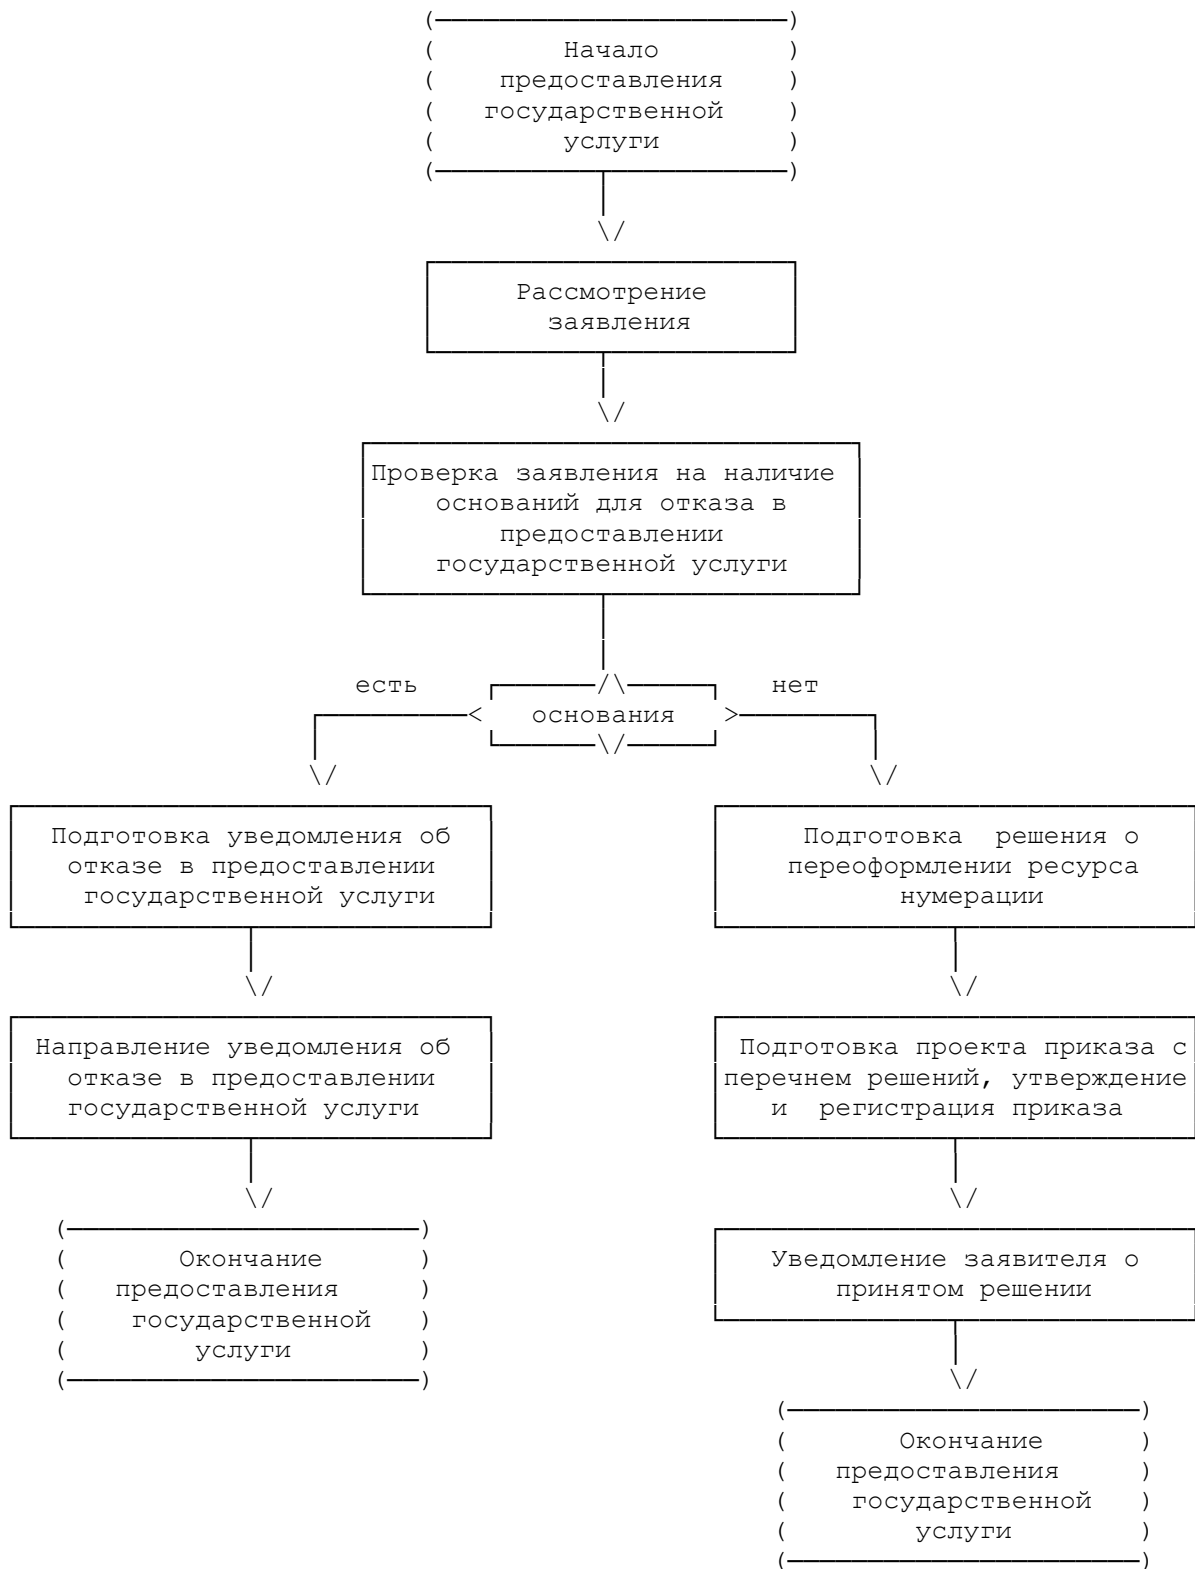 Начало
предоставления
государственной
услуги
Рассмотрение
заявления
Проверка заявления на наличие
оснований для отказа в
предоставлении
государственной услуги
есть
основания
нет
Подготовка уведомления об
отказе в предоставлении
государственной услуги
Подготовка решения о
переоформлении ресурса
нумерации
Направление уведомления об
отказе в предоставлении
государственной услуги
Подготовка проекта приказа с
перечнем решений, утверждение
и регистрация приказа
Окончание
предоставления
государственной
услуги
Уведомление заявителя о
принятом решении
Окончание
предоставления
государственной
услуги